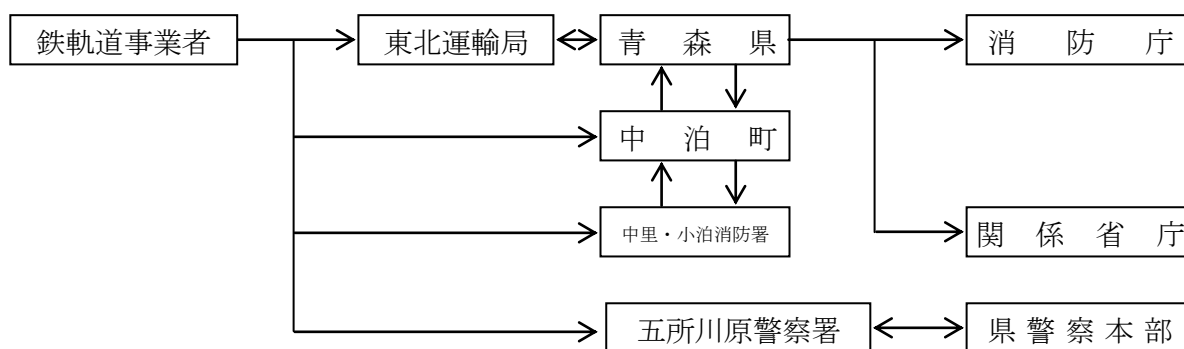 鉄軌道事業者 東北運輸局 青森県 消防庁
中泊町
中里・小泊消防署 関係省庁
五所川原警察署 県警察本部